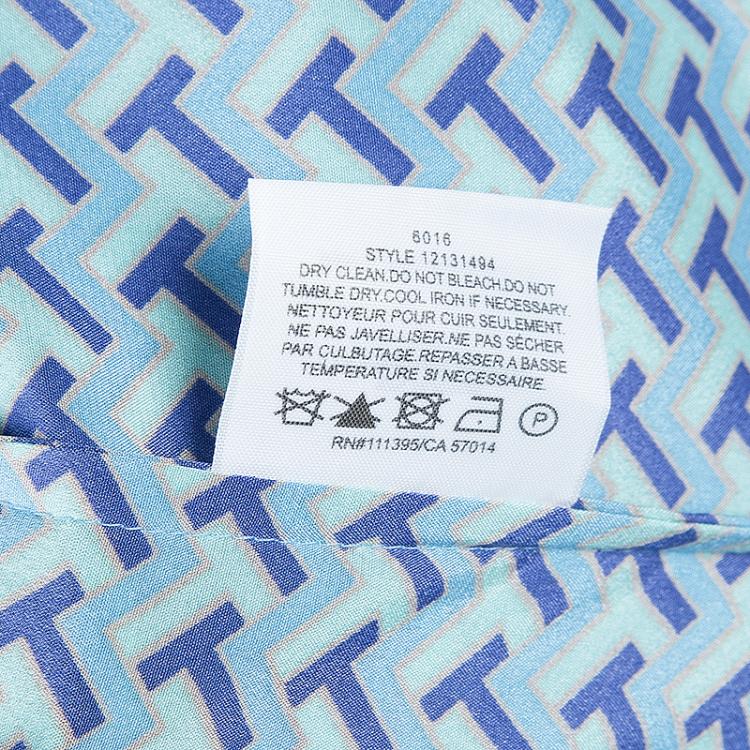 6016
STYLE 12131494
DRY CLEAN.DO NOT BLEACH.DO NOT
TUMBLE DRY.COOL IRON IF NECESSARY.
NETTOYEUR POUR CUIR SEULEMENT.
NE PAS JAVELLISER.NE PAS SÉCHER
PAR CULBUTAGE.REPASSER A BASSE
TEMPERATURE SI NECESSAIRE
P
RN#111395/CA 57014